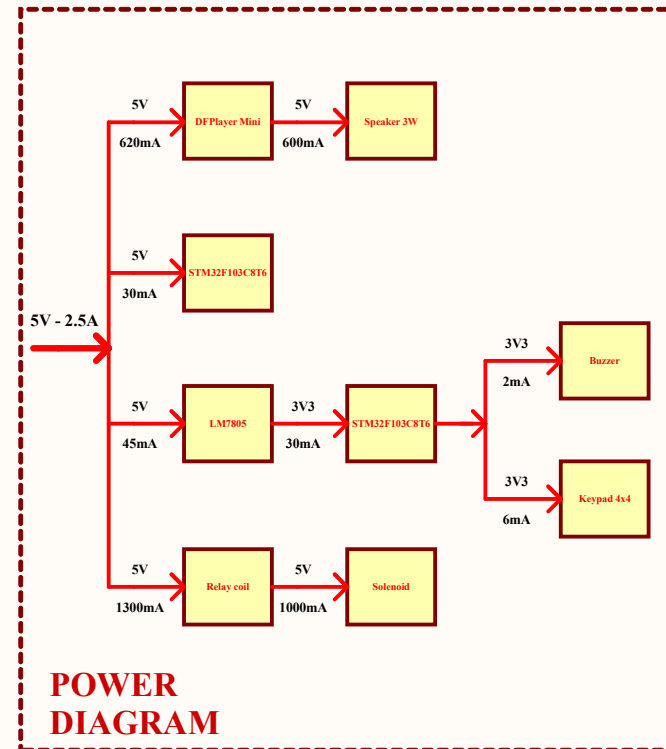 5V
DFPlayer Mini
620mA
5V
Speaker 3W
600mA
5V
STM32F103C8T6
30mA
5V - 2.5A
5V
LM7805
45mA
3V3
STM32F103C8T6
30mA
3V3
Buzzer
2mA
3V3
Keypad 4x4
6mA
5V
Relay coil
1300mA
5V
Solenoid
1000mA
POWER
DIAGRAM